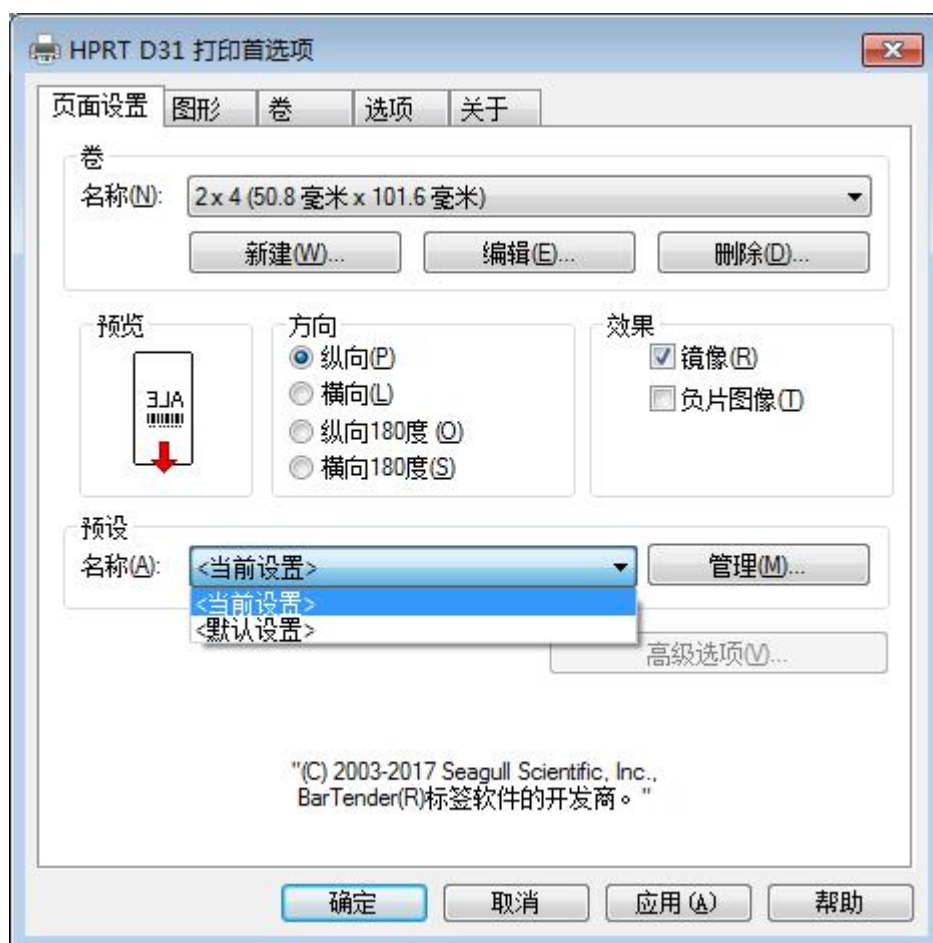 HPRT D31 打印首选项
页面设置 图形 卷 选项 关于
卷
名称(N): 2 x 4 (50.8 毫米 x 101.6 毫米)
新建(W)... 编辑(E)... 删除(D)...
预览 方向 效果
ALE
纵向(P) 镜像(R)
横向(L) 负片图像(T)
纵向180度 (O)
横向180度(S)
预设
名称(A): <当前设置> 管理(M)...
<当前设置>
<默认设置>
高级选项(V)...
"(C) 2003-2017 Seagull Scientific, Inc.,
BarTender(R)标签软件的开发商。"
确定 取消 应用(A) 帮助